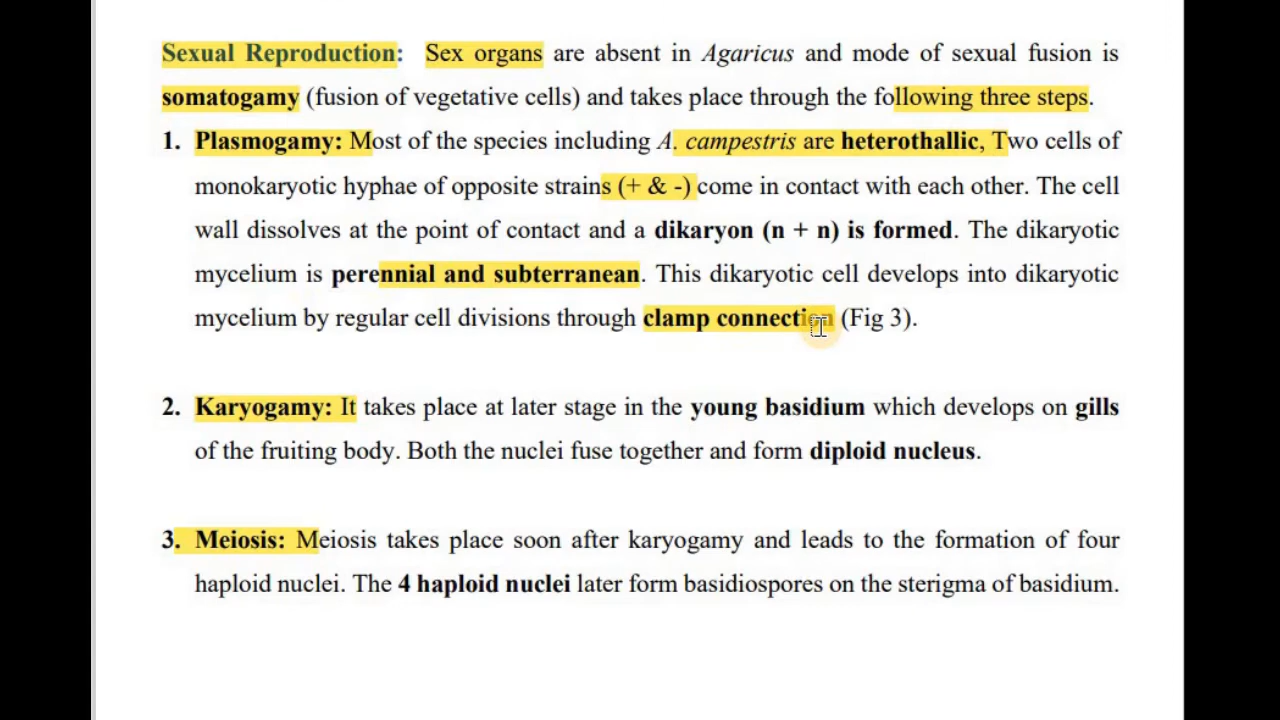 Sexual Reproduction: Sex organs are absent in Agaricus and mode of sexual fusion is
somatogamy (fusion of vegetative cells) and takes place through the following three steps.
1. Plasmogamy: Most of the species including A. campestris are heterothallic, Two cells of
monokaryotic hyphae of opposite strains (+ & -) come in contact with each other. The cell
wall dissolves at the point of contact and a dikaryon (n + n) is formed. The dikaryotic
mycelium is perennial and subterranean. This dikaryotic cell develops into dikaryotic
mycelium by regular cell divisions through clamp connection (Fig 3).
2. Karyogamy: It takes place at later stage in the young basidium which develops on gills
of the fruiting body. Both the nuclei fuse together and form diploid nucleus.
3. Meiosis: Meiosis takes place soon after karyogamy and leads to the formation of four
haploid nuclei. The 4 haploid nuclei later form basidiospores on the sterigma of basidium.